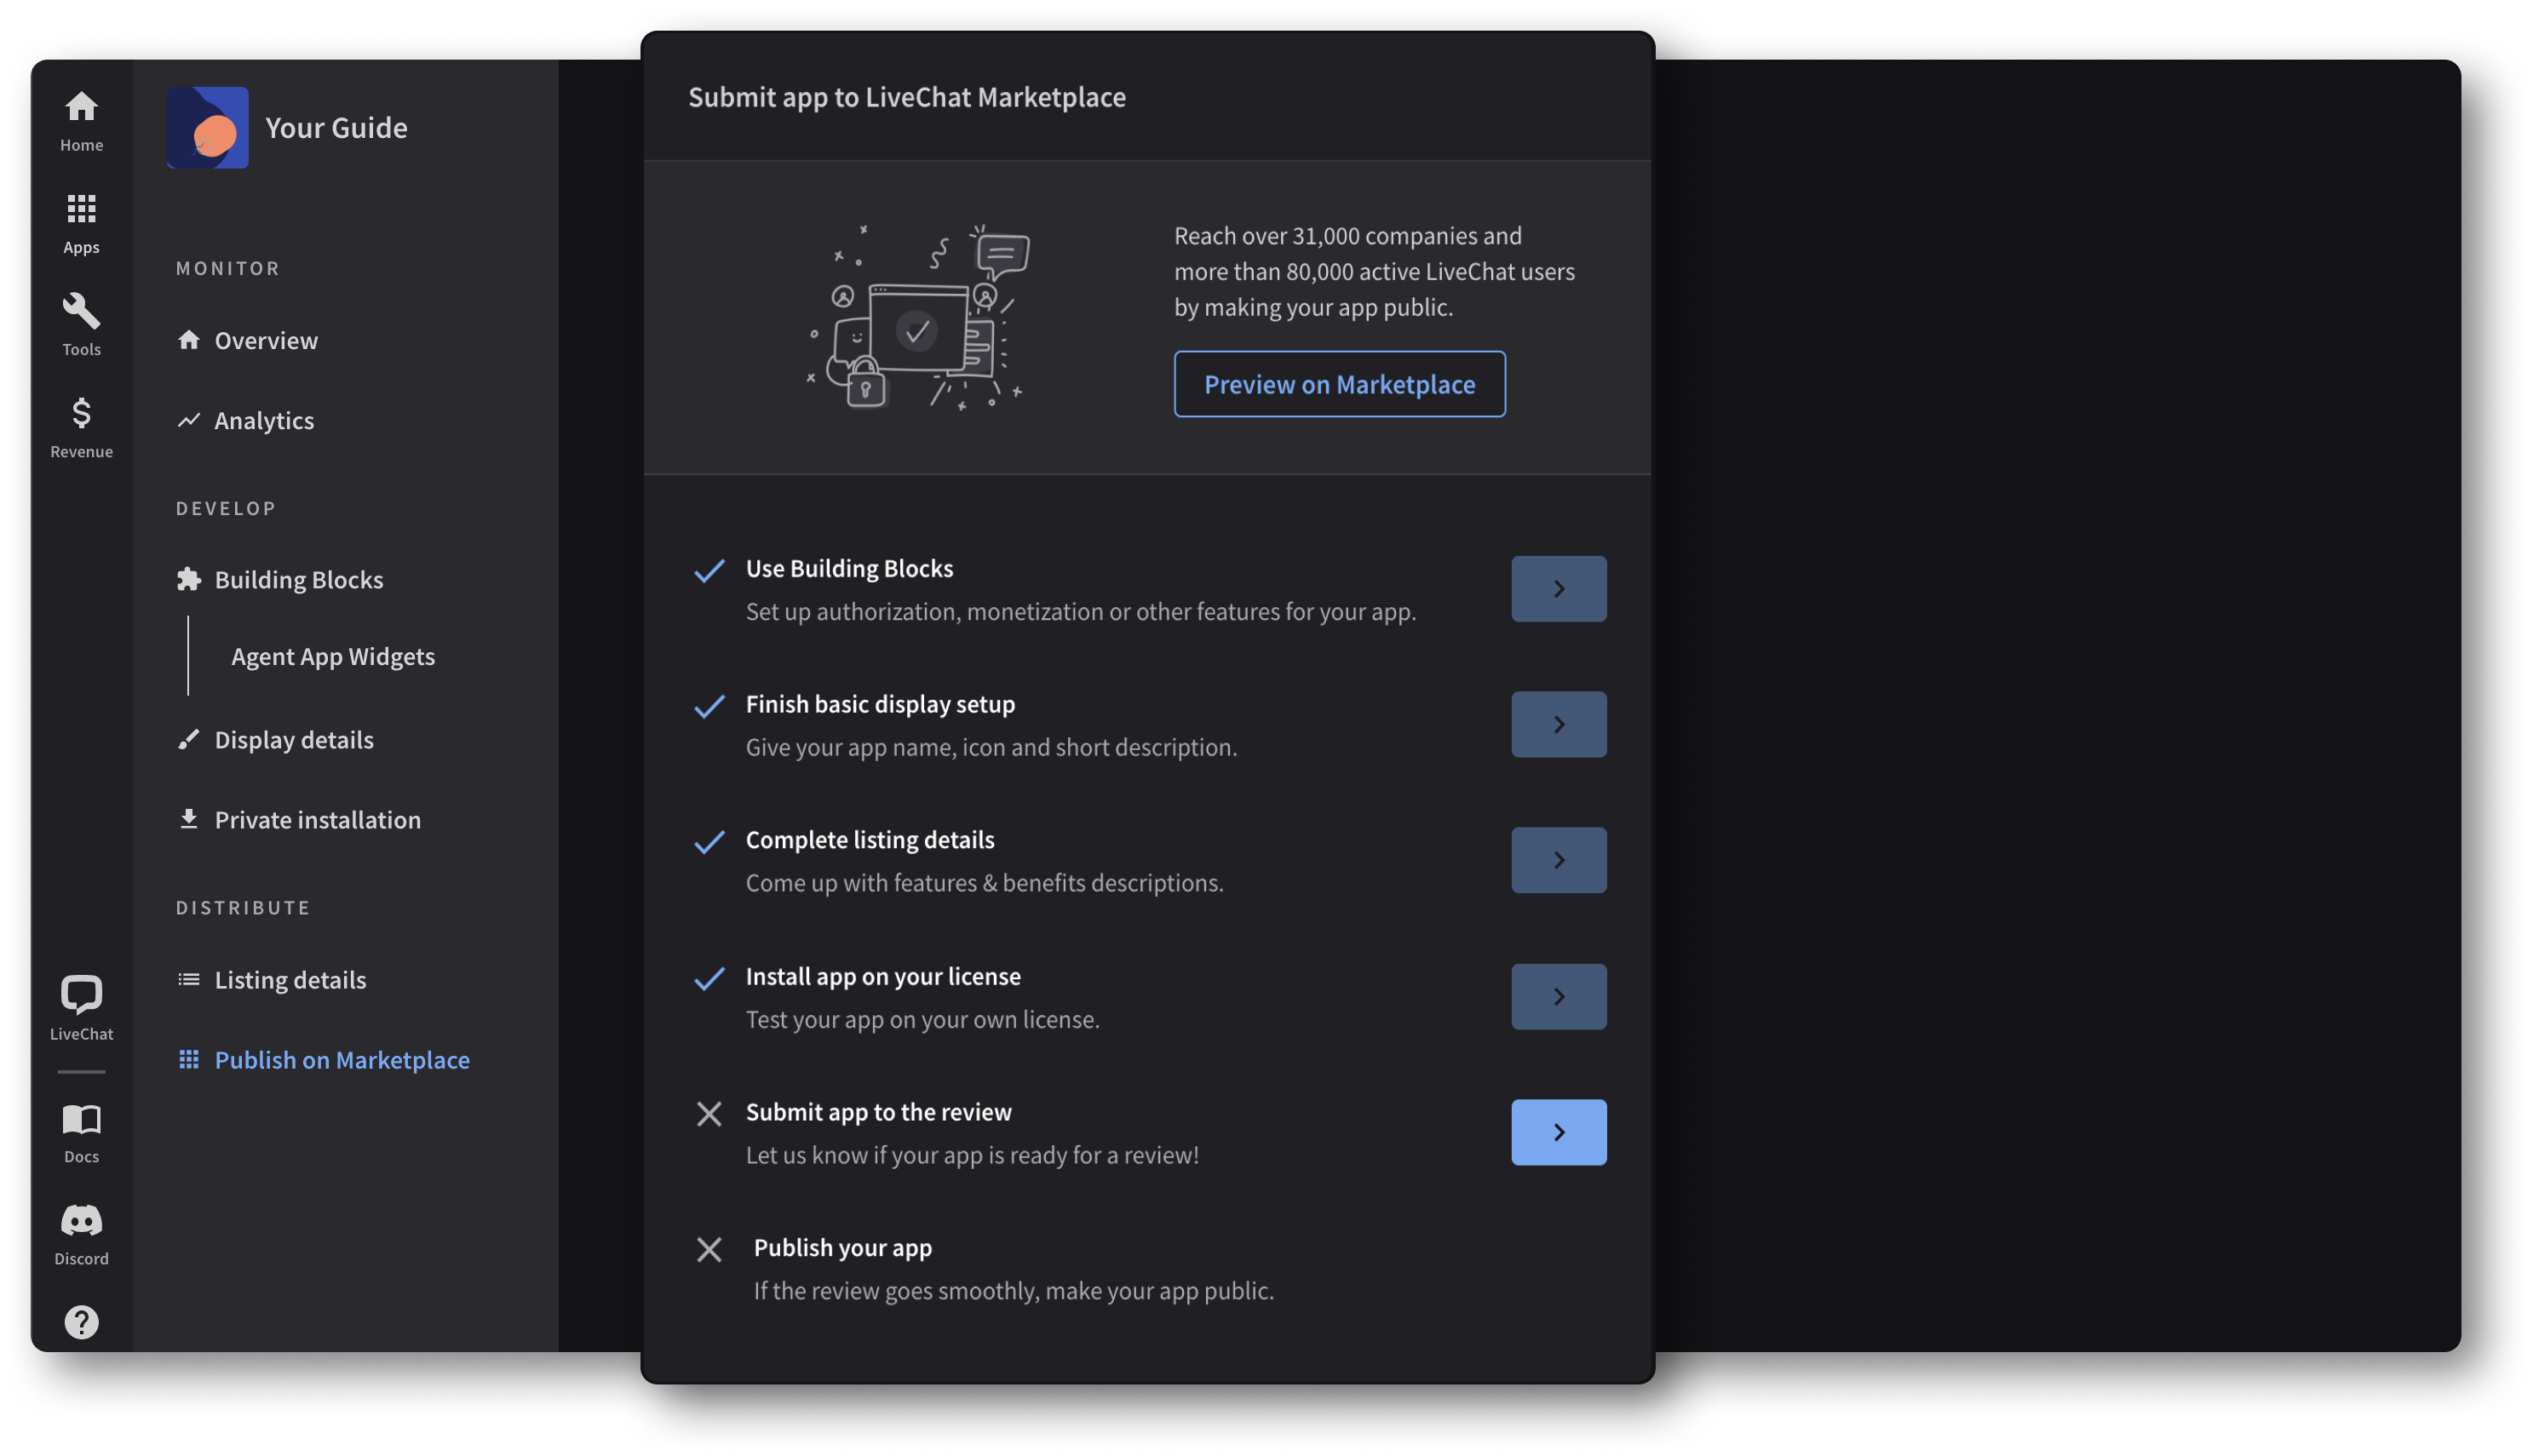 Home
Apps
Tools
Revenue
LiveChat
Docs
Discord
Your Guide
MONITOR
Overview
Analytics
DEVELOP
Building Blocks
Agent App Widgets
Display details
Private installation
DISTRIBUTE
Listing details
Publish on Marketplace
Submit app to LiveChat Marketplace
Reach over 31,000 companies and
more than 80,000 active LiveChat users
by making your app public.
Preview on Marketplace
Use Building Blocks
Set up authorization, monetization or other features for your app.
Finish basic display setup
Give your app name, icon and short description.
Complete listing details
Come up with features & benefits descriptions.
Install app on your license
Test your app on your own license.
Submit app to the review
Let us know if your app is ready for a review!
Publish your app
If the review goes smoothly, make your app public.